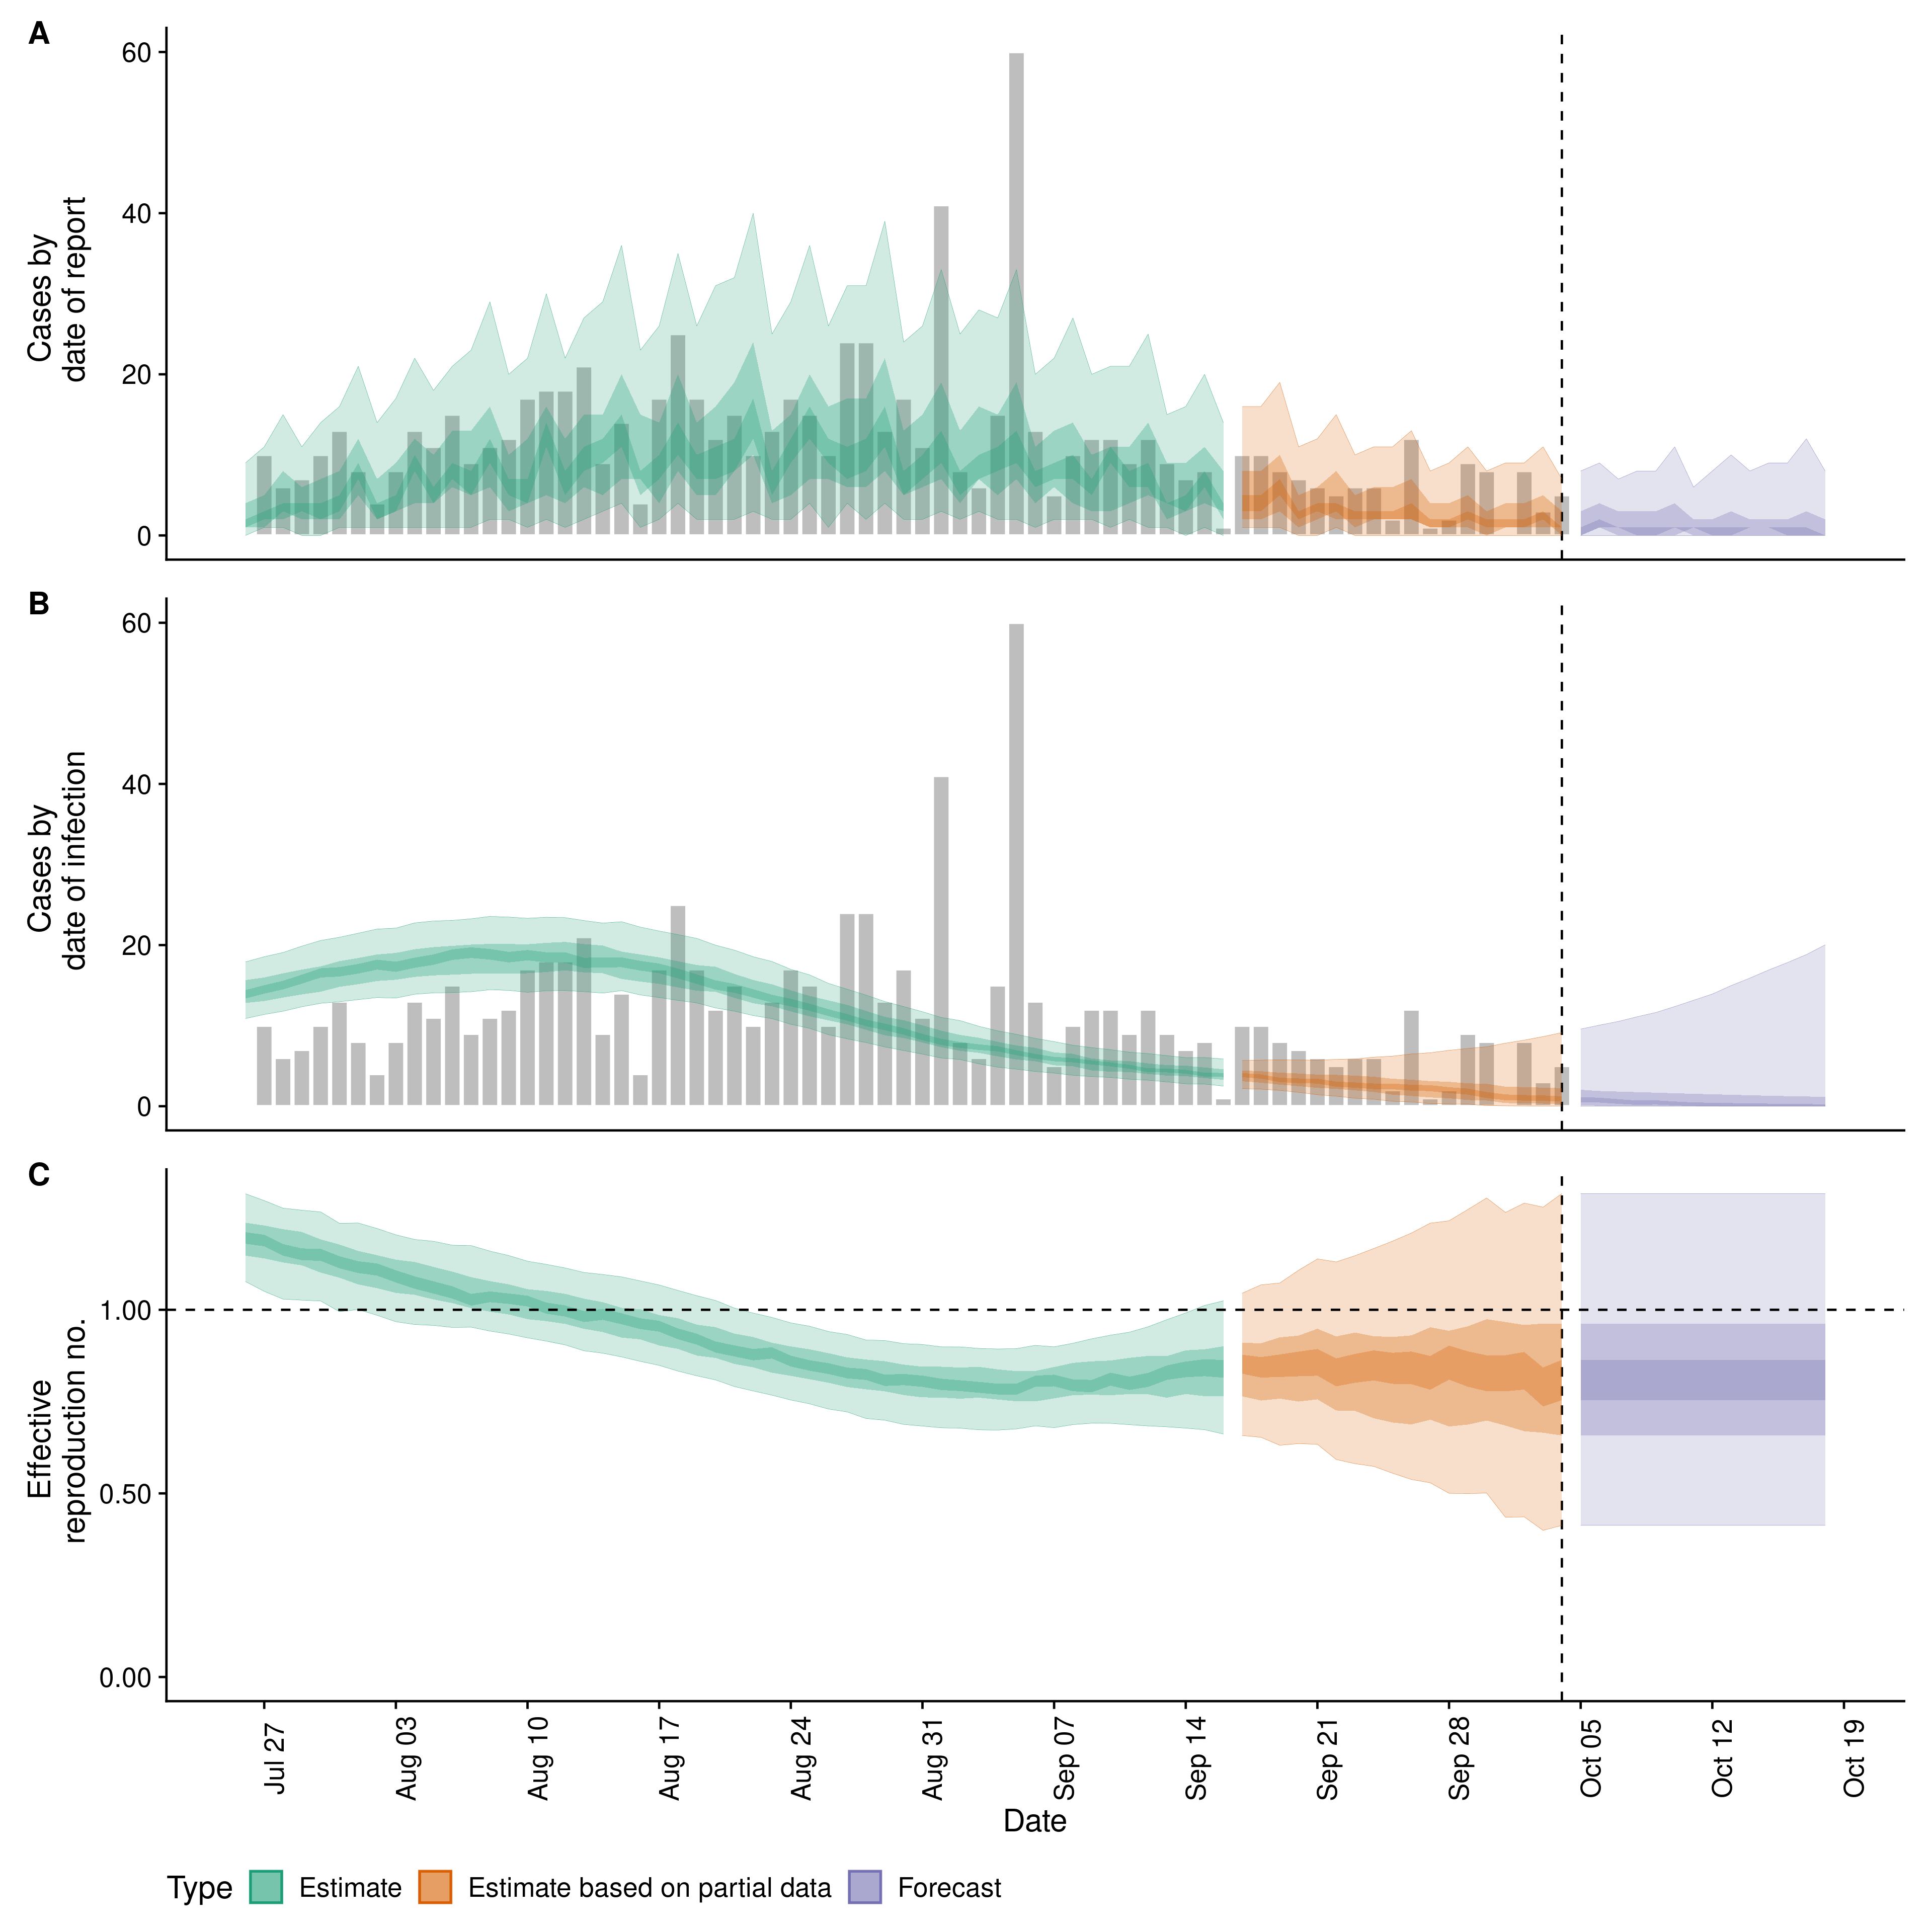 A
60
40
20
0
Cases by
date of report
B
60
40
20
0
Cases by
date of infection
C
1.00
0.50
0.00
Effective
reproduction no.
Jul 27
Aug 03
Aug 10
Aug 17
Aug 24
Aug 31
Sep 07
Sep 14
Sep 21
Sep 28
Oct 05
Oct 12
Oct 19
Date
Type Estimate Estimate based on partial data Forecast